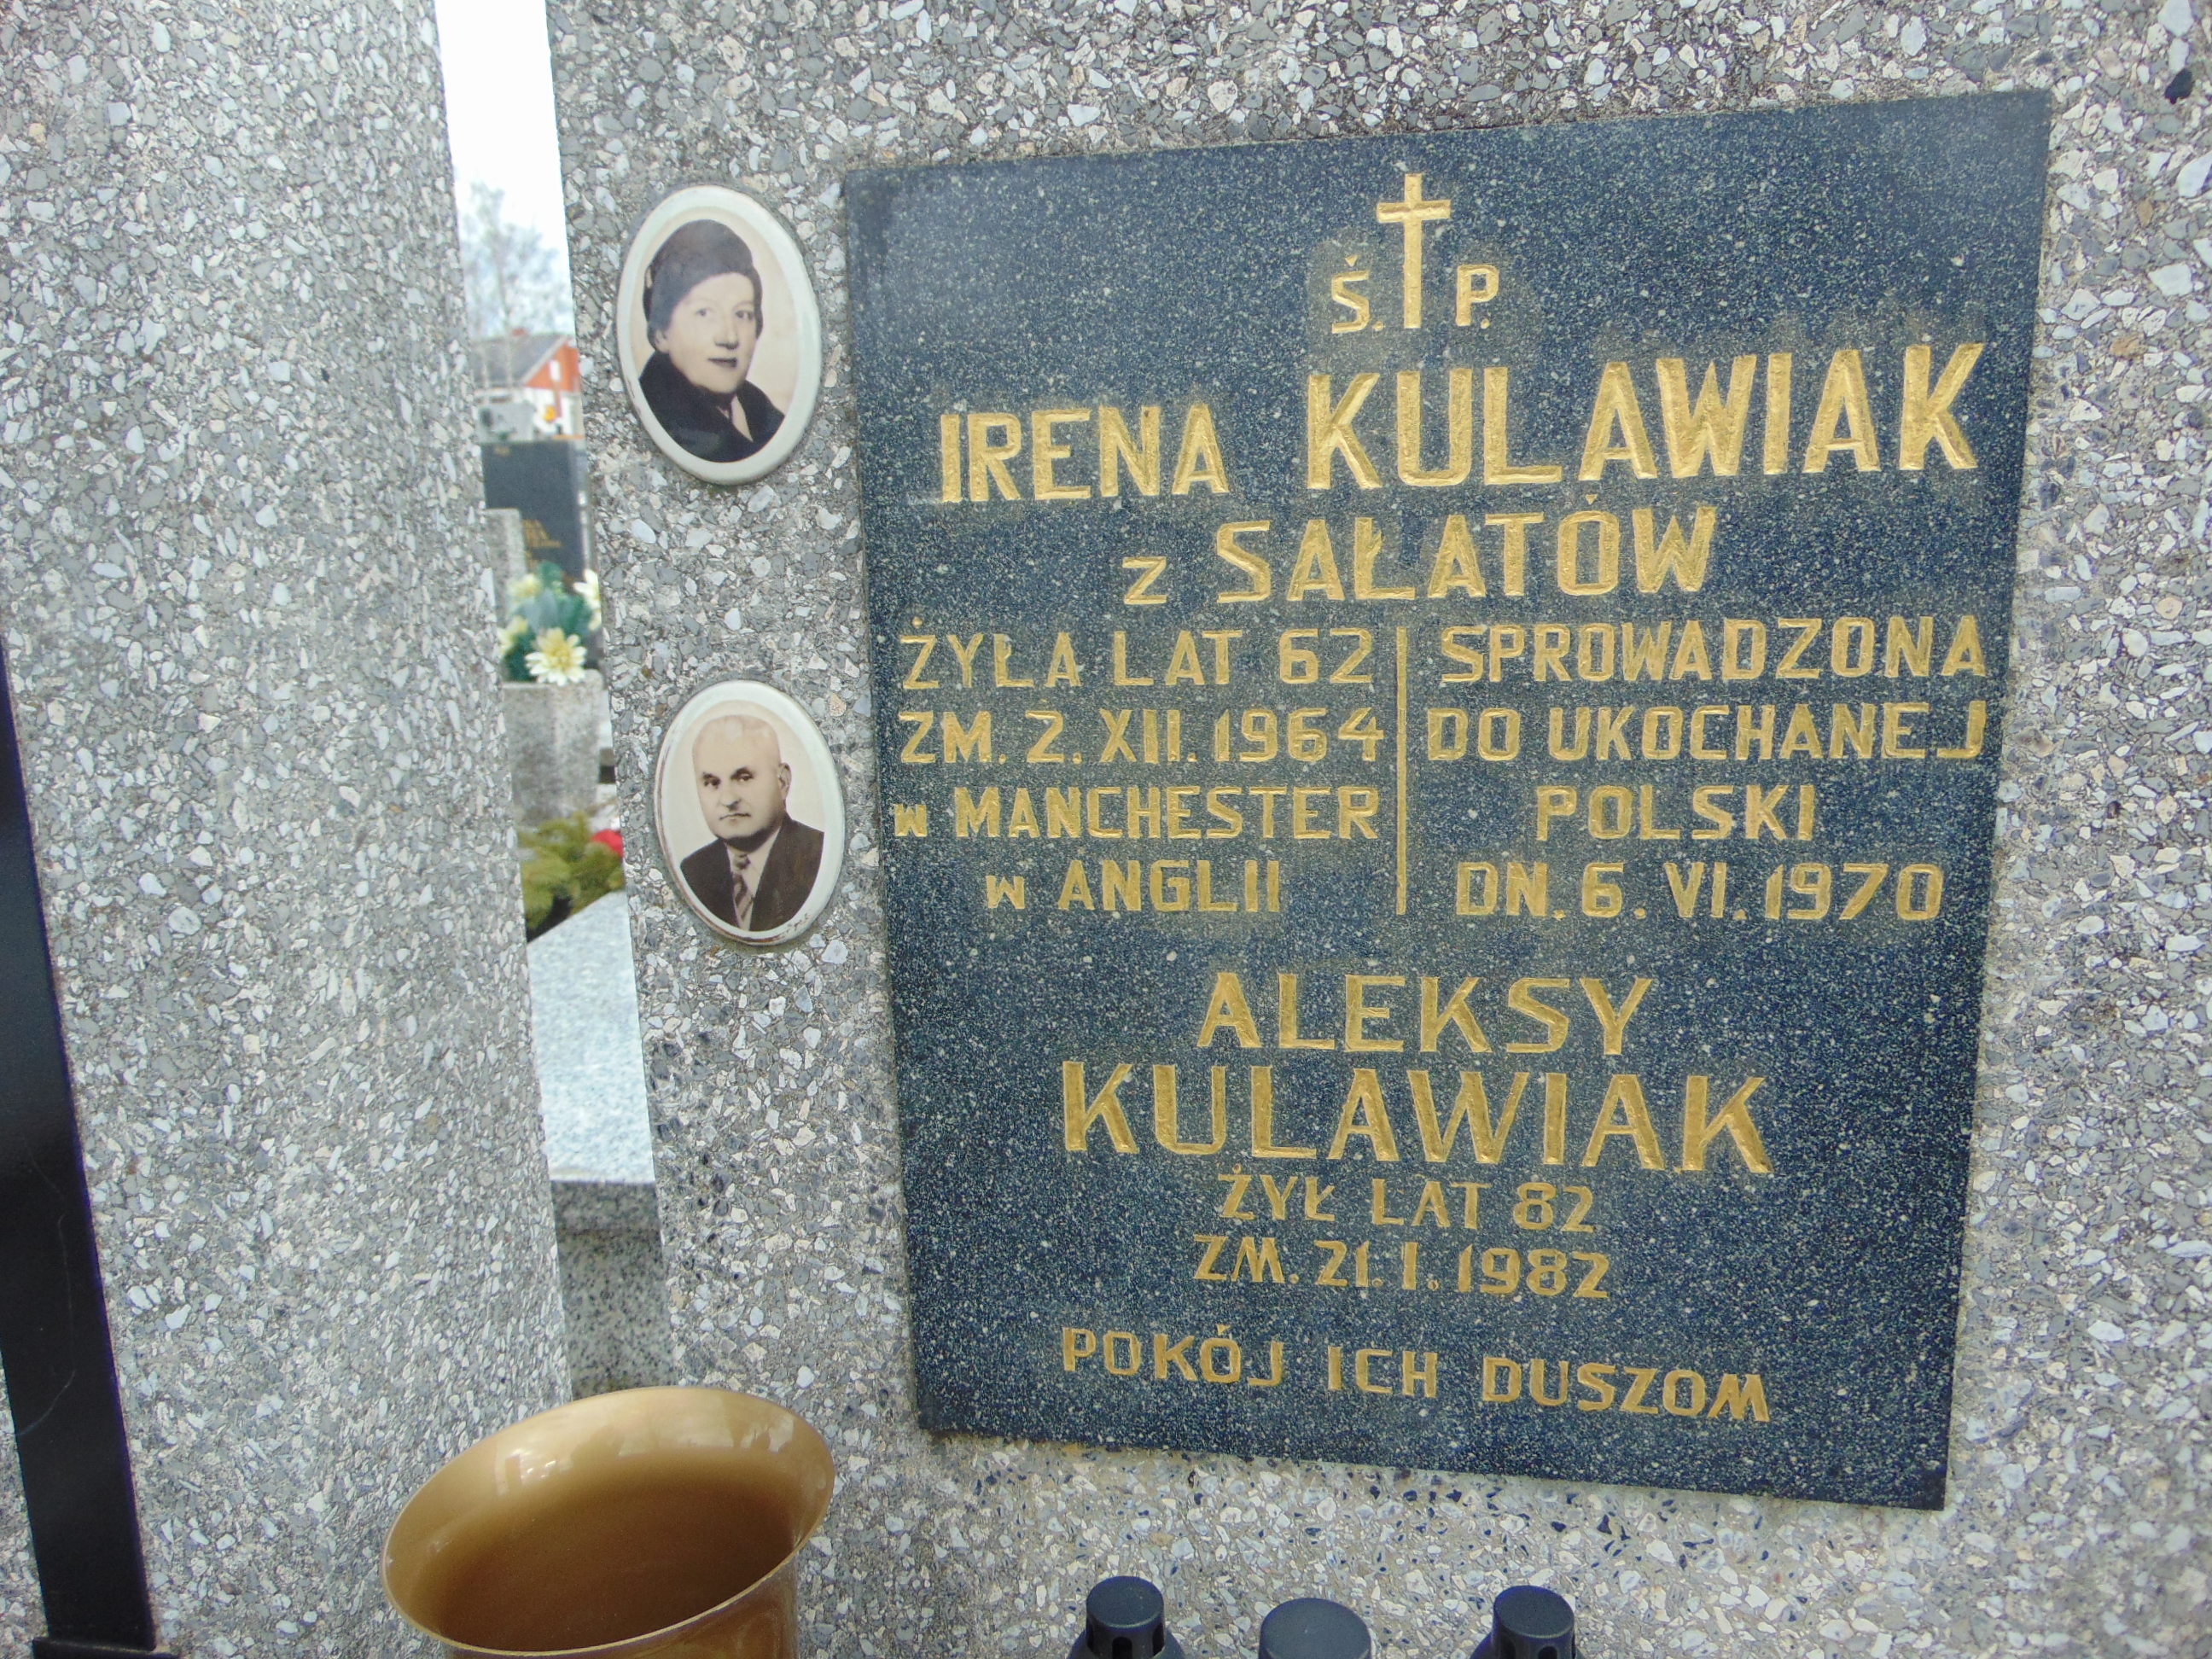 Ś. P.
IRENA KULAWIAK
z SAŁATÓW
ŻYŁA LAT 62
ZM. 2. XII. 1964
w MANCHESTER
w ANGLII
SPROWADZONA
DO UKOCHANEJ
POLSKI
DN. 6. VI. 1970
ALEKSY
KULAWIAK
ŻYŁ LAT 82
ZM. 21. I. 1982
POKÓJ ICH DUSZOM